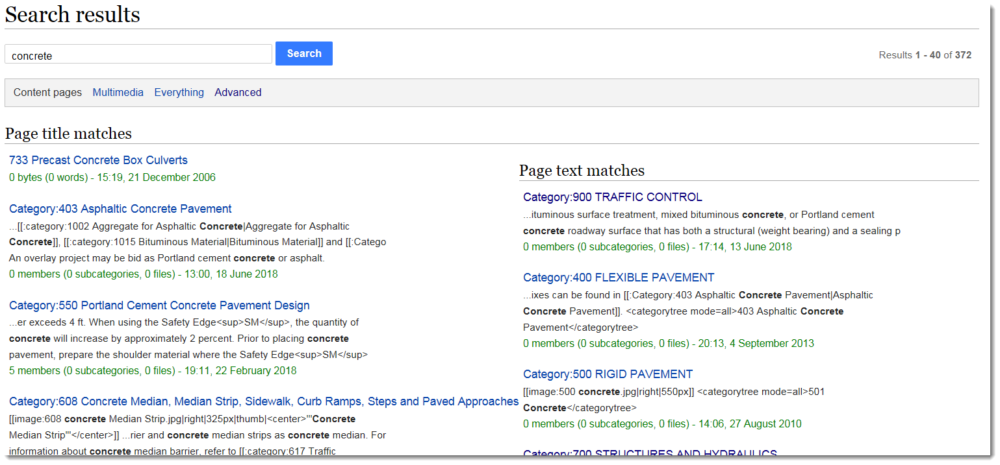 Search results
concrete
Search
Results 1 - 40 of 372
Content pages Multimedia Everything Advanced
Page title matches
733 Precast Concrete Box Culverts
0 bytes (0 words) - 15:19, 21 December 2006
Category:403 Asphaltic Concrete Pavement
...[[:category:1002 Aggregate for Asphaltic Concrete|Aggregate for Asphaltic
Concrete]], [[:category:1015 Bituminous Material|Bituminous Material]] and [[:Catego
An overlay project may be bid as Portland cement concrete or asphalt.
0 members (0 subcategories, 0 files) - 13:00, 18 June 2018
Category:550 Portland Cement Concrete Pavement Design
...er exceeds 4 ft. When using the Safety Edge<sup>SM</sup>, the quantity of
concrete will increase by approximately 2 percent. Prior to placing concrete
pavement, prepare the shoulder material where the Safety Edge<sup>SM</sup>
5 members (0 subcategories, 0 files) - 19:11, 22 February 2018
Category:608 Concrete Median, Median Strip, Sidewalk, Curb Ramps, Steps and Paved Approaches
[[image:608 concrete Median Strip.jpg|right|325px|thumb|<center>'''Concrete
Median Strip'''</center>]] ...rier and concrete median strips as concrete median. For
information about concrete median barrier, refer to [[:category:617 Traffic
Page text matches
Category:900 TRAFFIC CONTROL
...ituminous surface treatment, mixed bituminous concrete, or Portland cement
concrete roadway surface that has both a structural (weight bearing) and a sealing p
0 members (0 subcategories, 0 files) - 17:14, 13 June 2018
Category:400 FLEXIBLE PAVEMENT
...ixes can be found in [[:Category:403 Asphaltic Concrete Pavement|Asphaltic
Concrete Pavement]]. <categorytree mode=all>403 Asphaltic Concrete
Pavement</categorytree>
0 members (0 subcategories, 0 files) - 20:13, 4 September 2013
Category:500 RIGID PAVEMENT
[[image:500 concrete.jpg|right|550px]] <categorytree mode=all>501
Concrete</categorytree>
0 members (0 subcategories, 0 files) - 14:06, 27 August 2010
Category:700 STRUCTURES AND HYDRAULICS